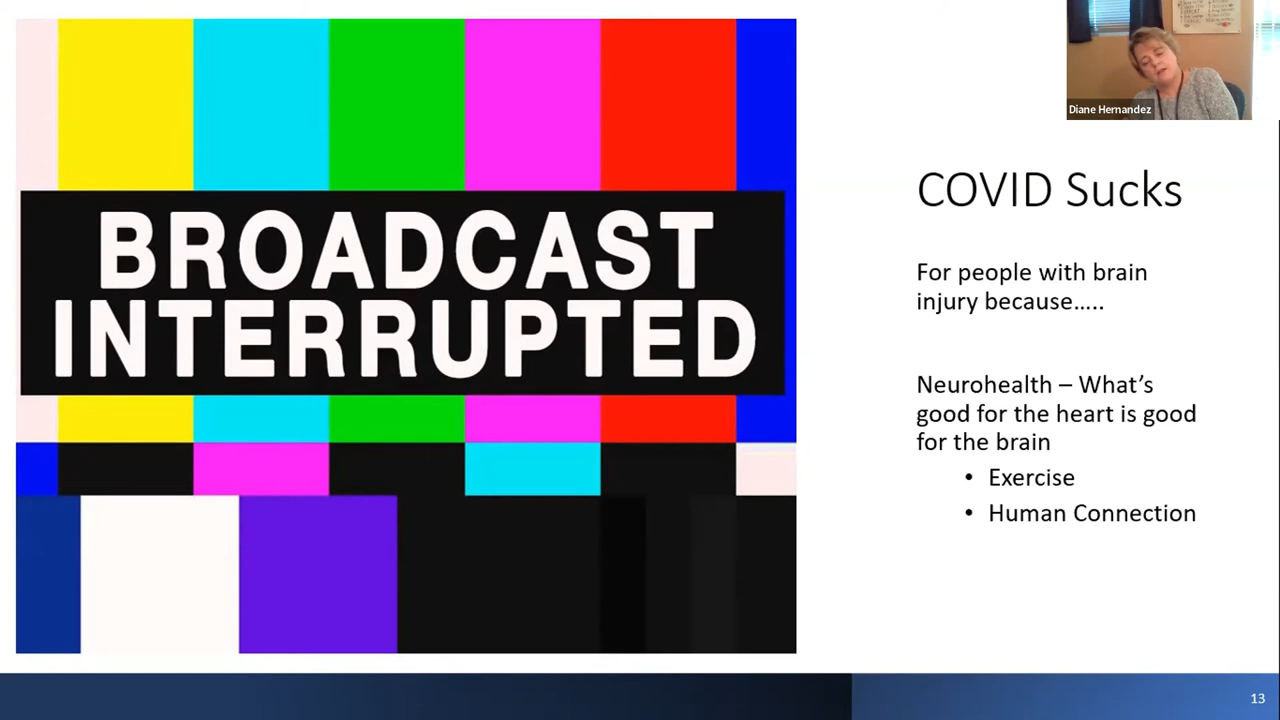 BROADCAST
INTERRUPTED
Diane Hernandez
COVID Sucks
For people with brain
injury because.....
Neurohealth – What’s
good for the heart is good
for the brain
• Exercise
• Human Connection
13